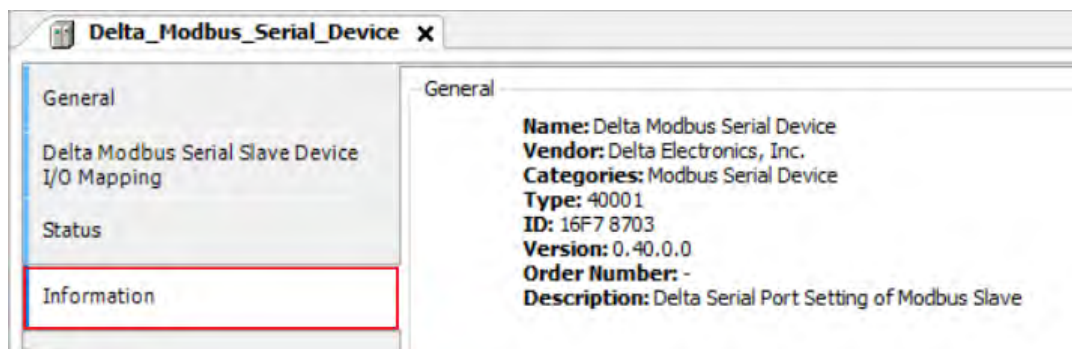 Delta_Modbus_Serial_Device
General
Delta Modbus Serial Slave Device
I/O Mapping
Status
Information
General
Name: Delta Modbus Serial Device
Vendor: Delta Electronics, Inc.
Categories: Modbus Serial Device
Type: 40001
ID: 16F7 8703
Version: 0.40.0.0
Order Number: -
Description: Delta Serial Port Setting of Modbus Slave